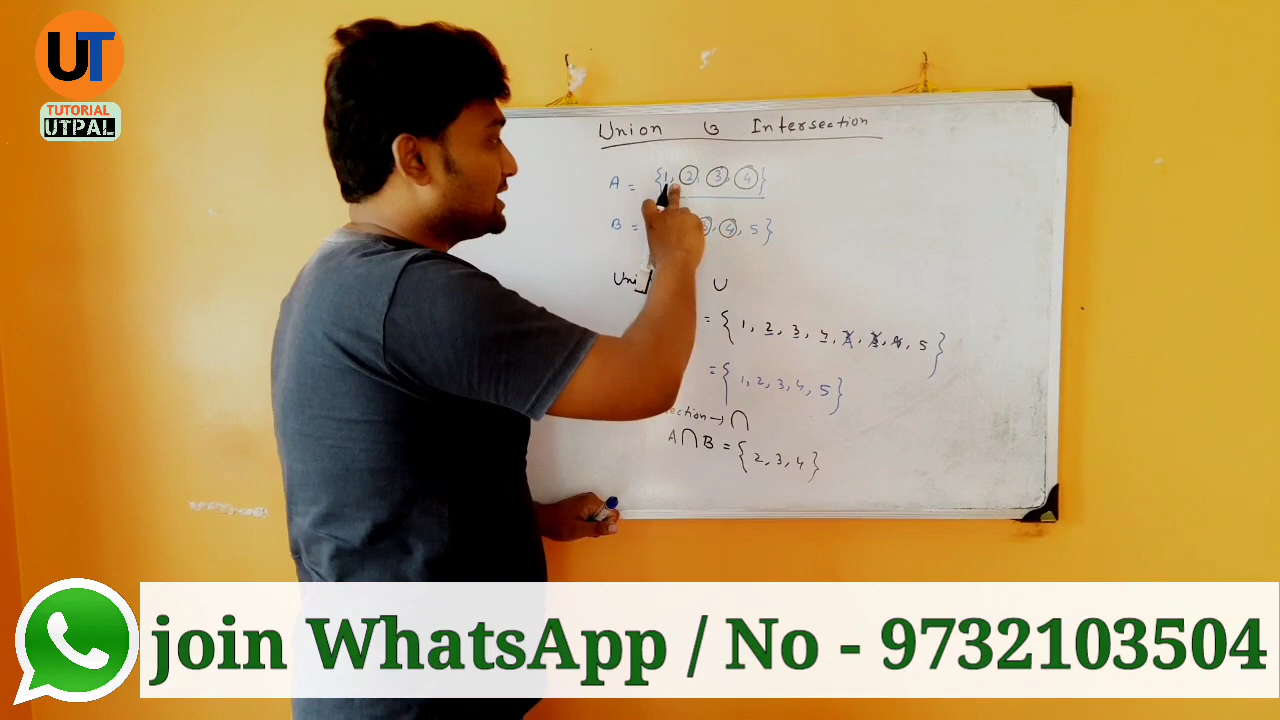 UT
TUTORIAL
UTPAL
Union & Intersection
A = {1, 2, 3, 4}
B = 3, 4, 5}
Uni U
= { 1, 2, 3, 4, 2, 3, 4, 5 }
= { 1, 2, 3, 4, 5 }
ection → ∩
A∩B = { 2, 3, 4 }
join WhatsApp / No - 9732103504